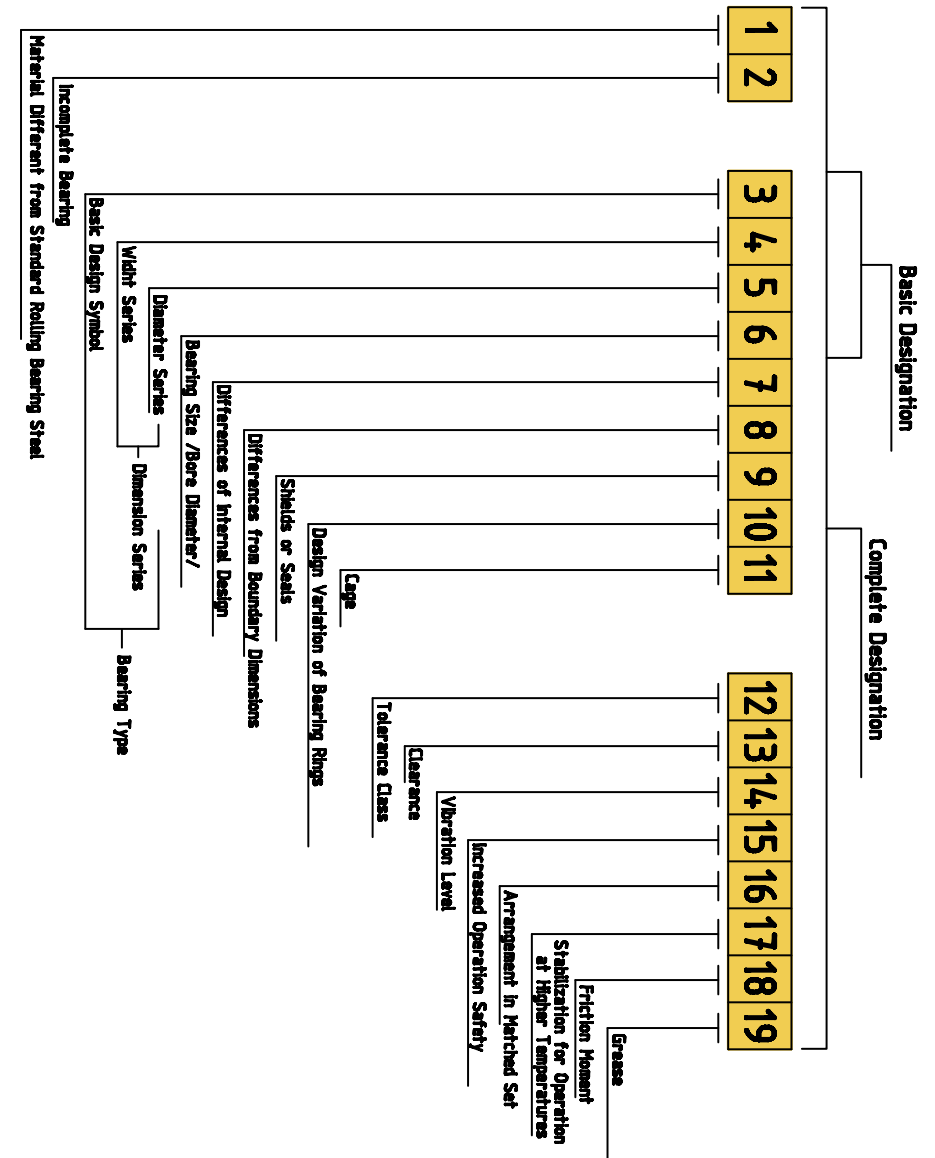 Basic Designation
Complete Designation
1 2 3 4 5 6 7 8 9 10 11 12 13 14 15 16 17 18 19
Grease
Friction Moment
Stabilization for Operation
at Higher Temperatures
Arrangement in Matched Set
Increased Operation Safety
Vibration Level
Clearance
Tolerance Class
Cage
Design Variation of Bearing Rings
Shields or Seals
Differences from Boundary Dimensions
Differences of Internal Design
Bearing Size /Bore Diameter/
Diameter Series
Widht Series
Dimension Series
Basic Design Symbol
Bearing Type
Incomplete Bearing
Material Different from Standard Rolling Bearing Steel